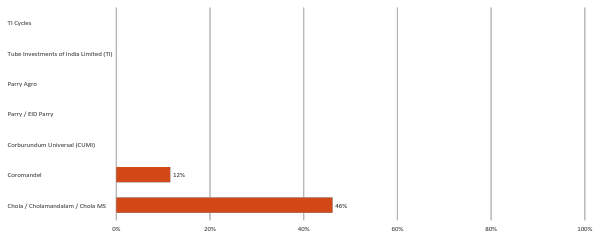 TI Cycles
Tube Investments of India Limited (TI)
Parry Agro
Parry / EID Parry
Corburundum Universal (CUMI)
Coromandel
12%
Chola / Cholamandalam / Chola MS
46%
0%
20%
40%
60%
80%
100%